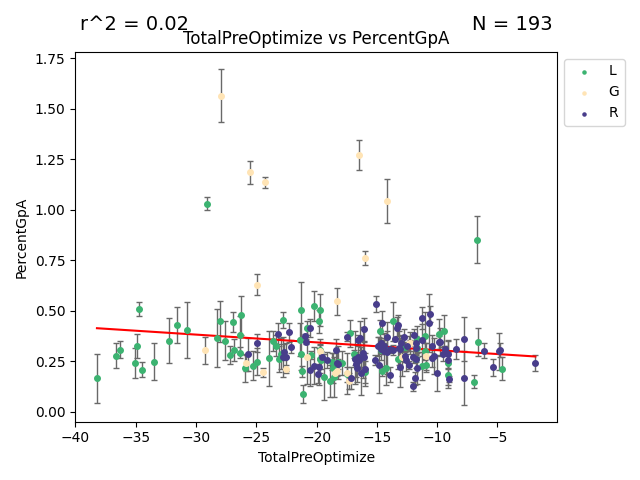 r^2 = 0.02
N = 193
TotalPreOptimize vs PercentGpA
1.75
1.50
1.25
1.00
0.75
0.50
0.25
0.00
PercentGpA
−40
−35
−30
−25
−20
−15
−10
−5
TotalPreOptimize
L
G
R